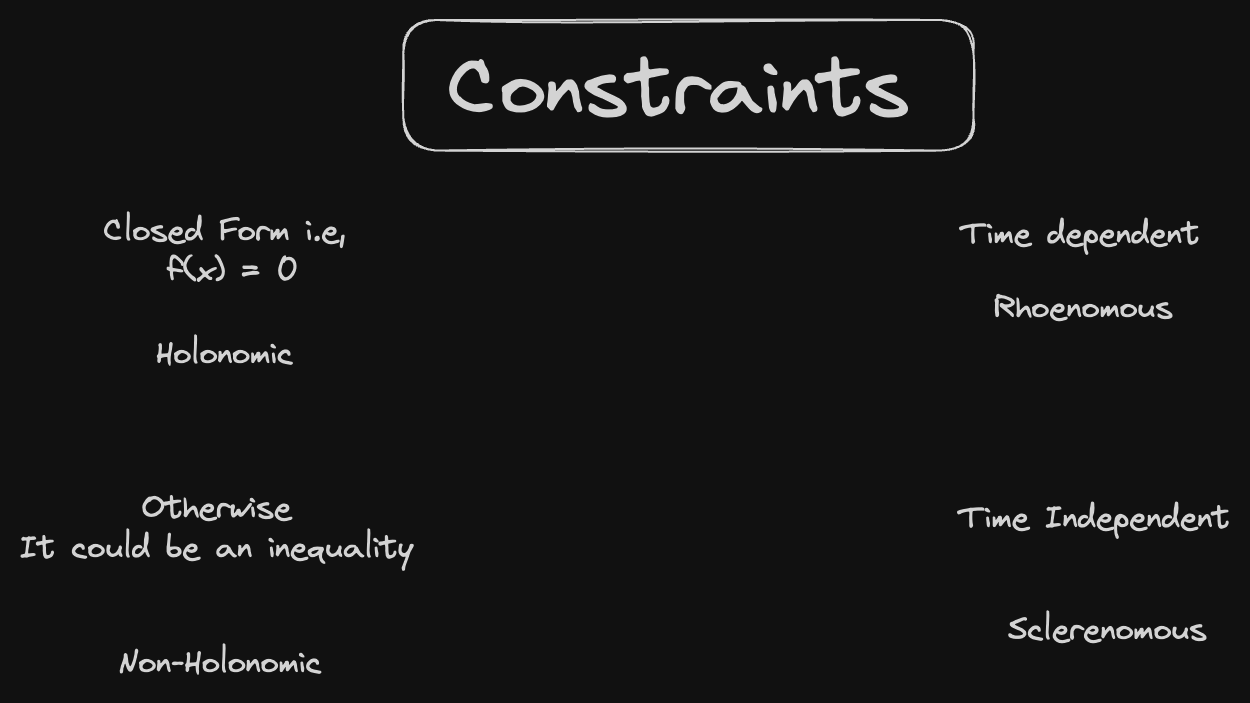 Constraints
Closed Form i.e,
f(x) = 0
Holonomic
Otherwise
It could be an inequality
Non-Holonomic
Time dependent
Rhoenomous
Time Independent
Sclerenomous